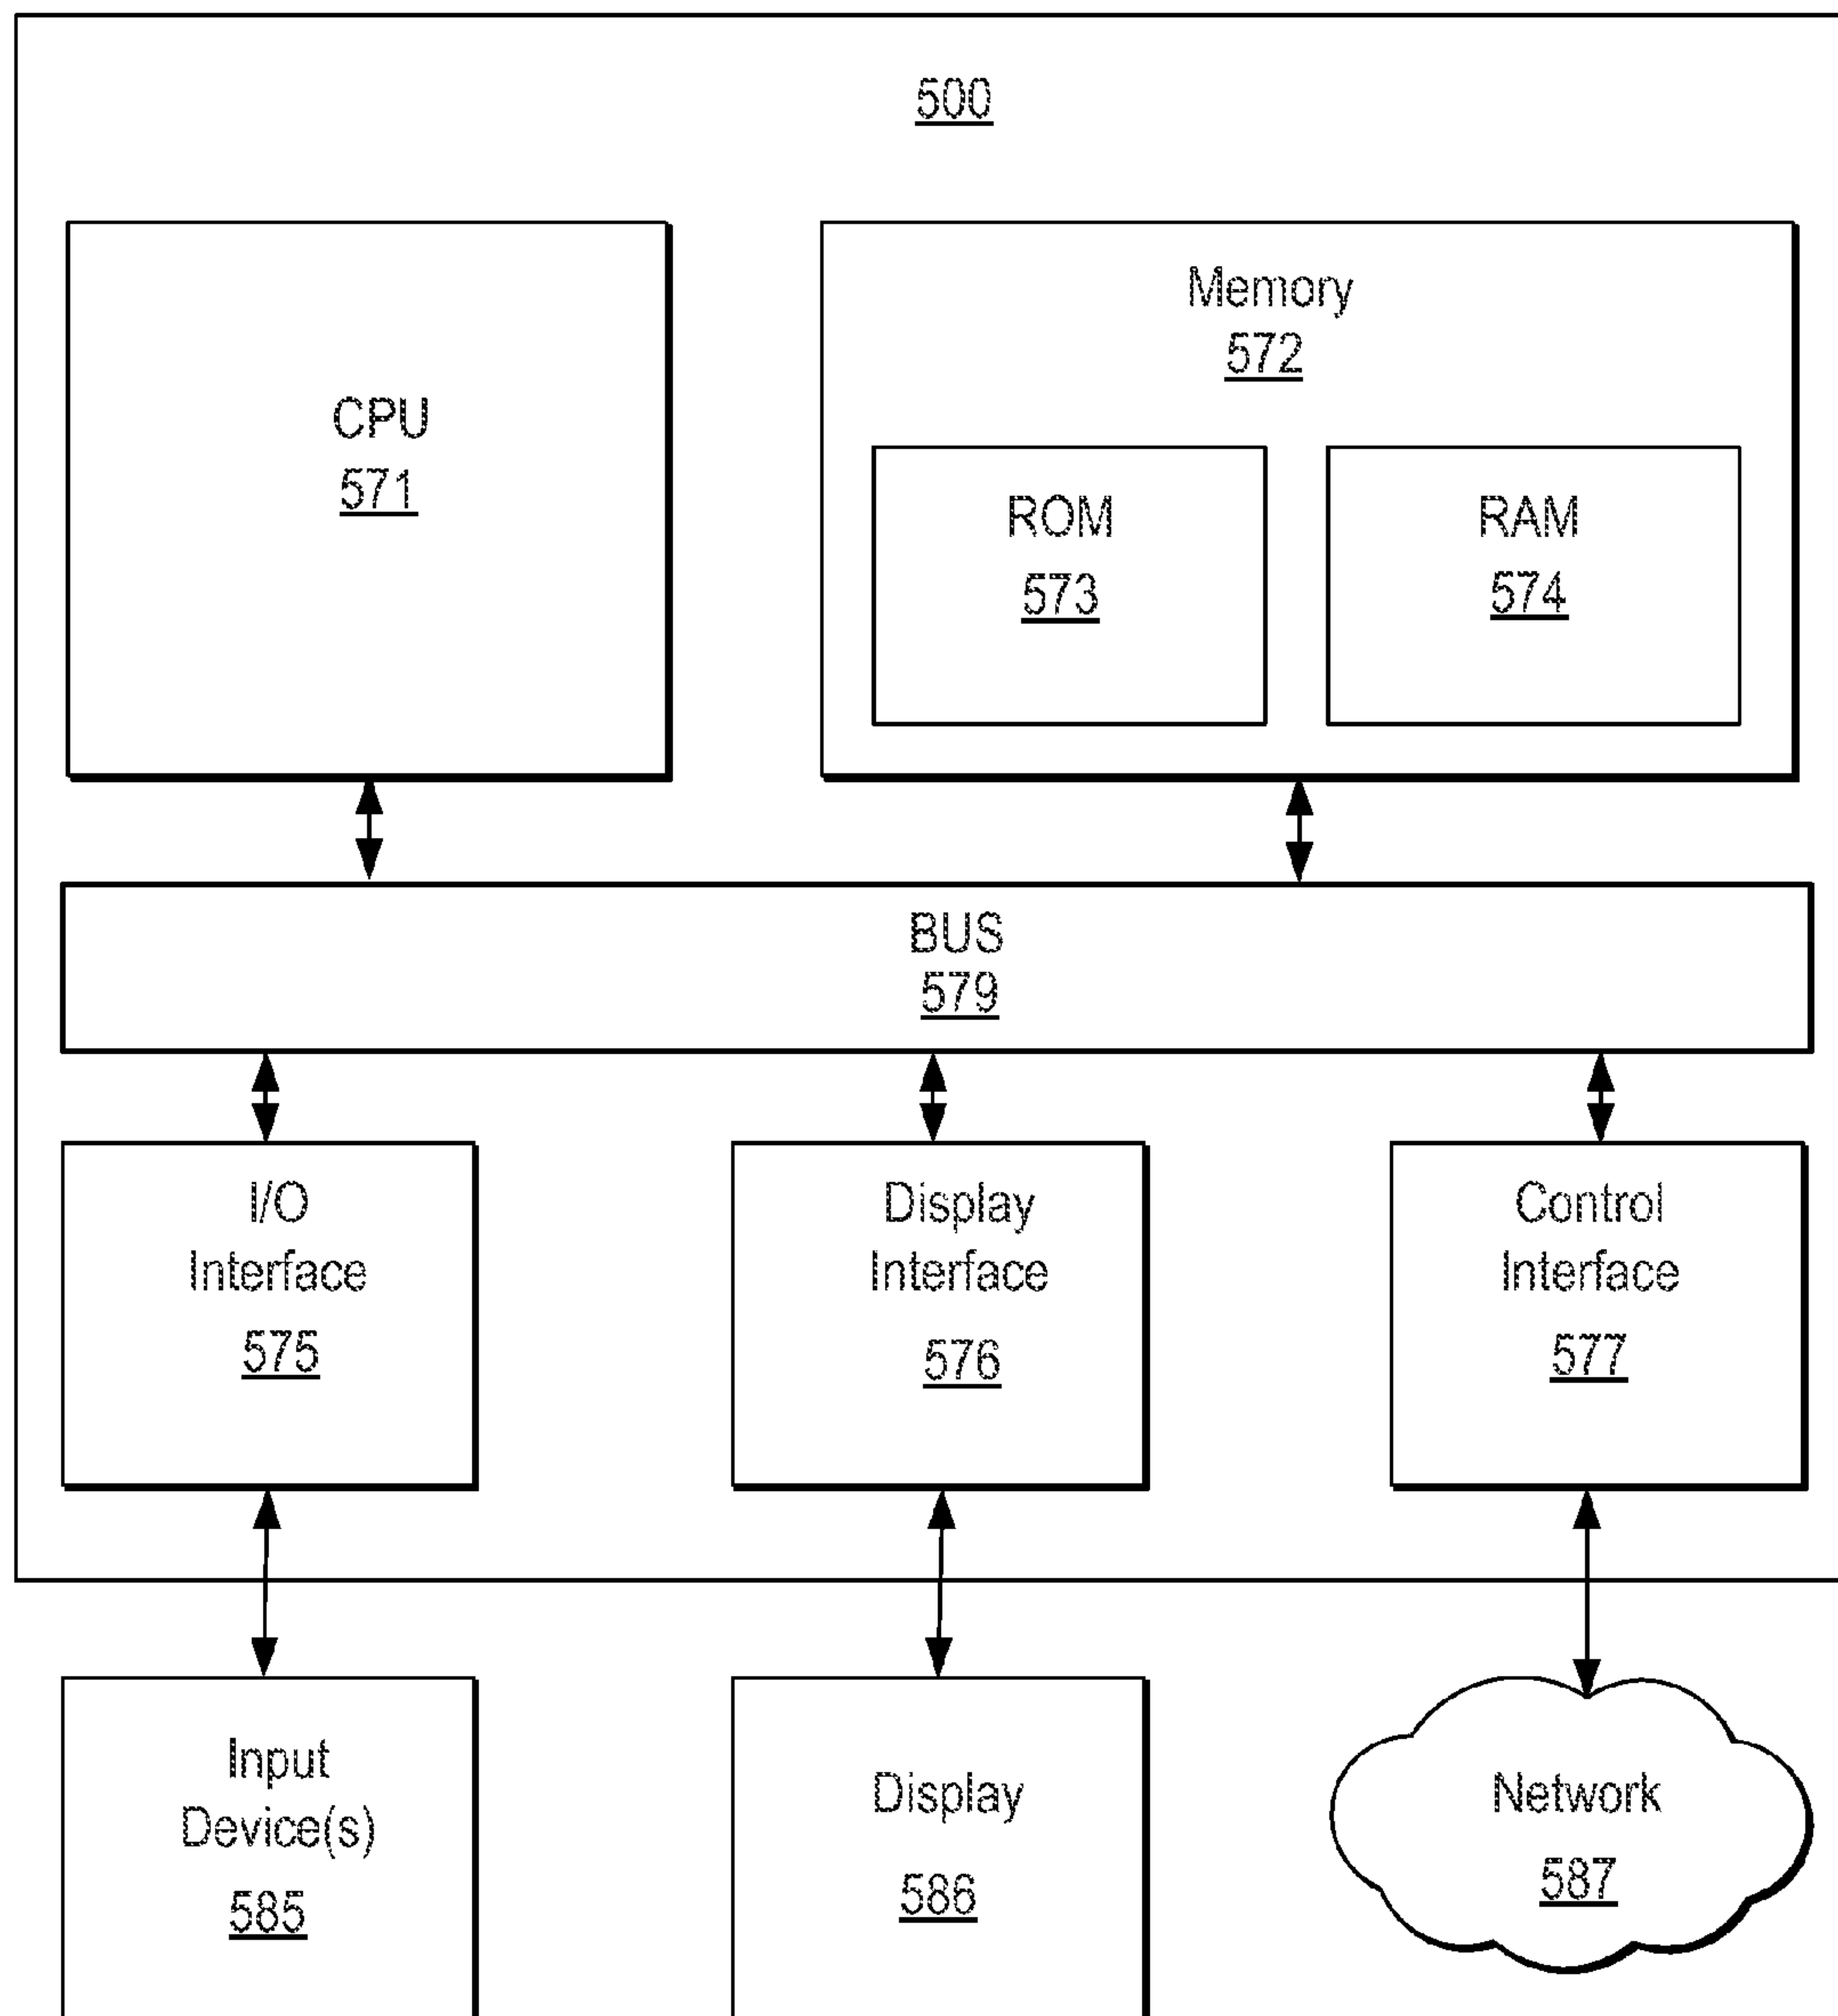 500
CPU
571
Memory
572
ROM
573
RAM
574
BUS
579
I/O
Interface
575
Display
Interface
576
Control
Interface
577
Input
Device(s)
585
Display
586
Network
587